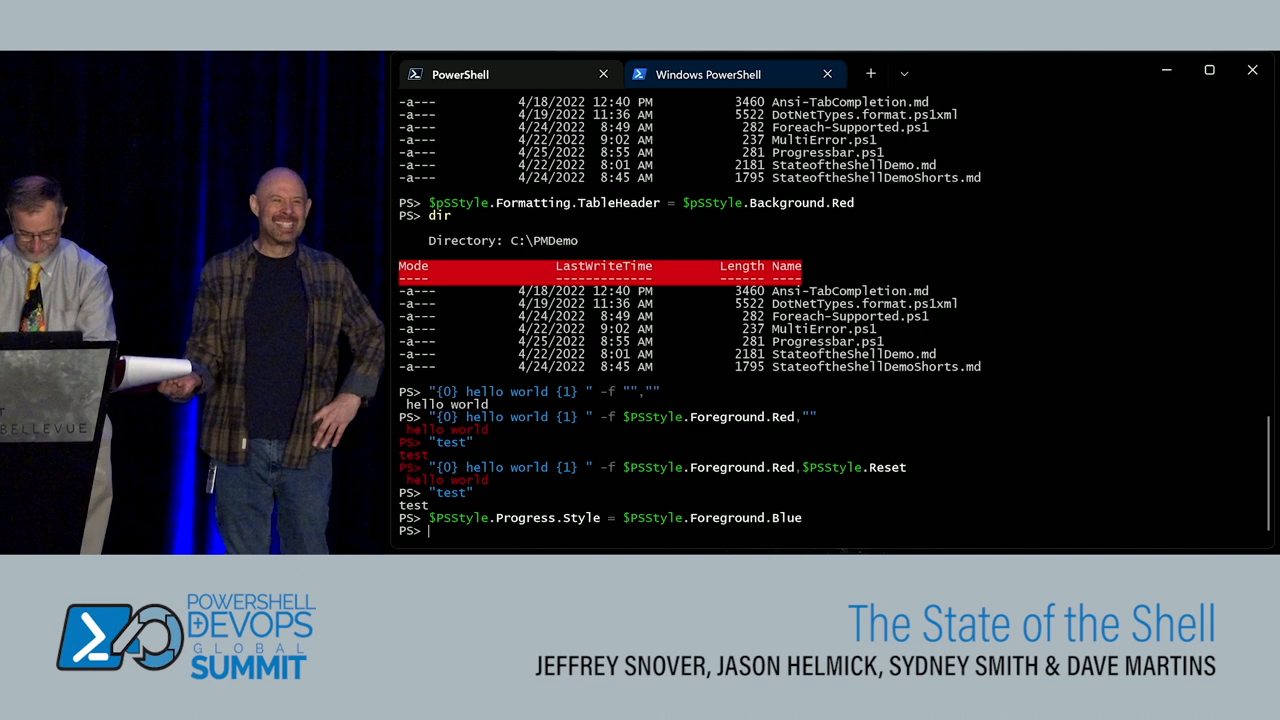 PowerShell
Windows PowerShell
-a--- 4/18/2022 12:40 PM 3460 Ansi-TabCompletion.md
-a--- 4/19/2022 11:36 AM 5522 DotNetTypes.format.ps1xml
-a--- 4/24/2022 8:49 AM 282 Foreach-Supported.ps1
-a--- 4/22/2022 9:02 AM 237 MultiError.ps1
-a--- 4/25/2022 8:55 AM 281 Progressbar.ps1
-a--- 4/22/2022 8:01 AM 2181 StateoftheShellDemo.md
-a--- 4/24/2022 8:45 AM 1795 StateoftheShellDemoShorts.md
PS> $pSStyle.Formatting.TableHeader = $pSStyle.Background.Red
PS> dir
Directory: C:\PMDemo
Mode LastWriteTime Length Name
---- ------------- ------ ----
-a--- 4/18/2022 12:40 PM 3460 Ansi-TabCompletion.md
-a--- 4/19/2022 11:36 AM 5522 DotNetTypes.format.ps1xml
-a--- 4/24/2022 8:49 AM 282 Foreach-Supported.ps1
-a--- 4/22/2022 9:02 AM 237 MultiError.ps1
-a--- 4/25/2022 8:55 AM 281 Progressbar.ps1
-a--- 4/22/2022 8:01 AM 2181 StateoftheShellDemo.md
-a--- 4/24/2022 8:45 AM 1795 StateoftheShellDemoShorts.md
PS> "{0} hello world {1} " -f "",""
hello world
PS> "{0} hello world {1} " -f $PSStyle.Foreground.Red,""
hello world
PS> "test"
test
PS> "{0} hello world {1} " -f $PSStyle.Foreground.Red,$PSStyle.Reset
hello world
PS> "test"
test
PS> $PSStyle.Progress.Style = $PSStyle.Foreground.Blue
PS>
BELLEVUE
POWERSHELL
DEVOPS
GLOBAL
SUMMIT
The State of the Shell
JEFFREY SNOVER, JASON HELMICK, SYDNEY SMITH & DAVE MARTINS